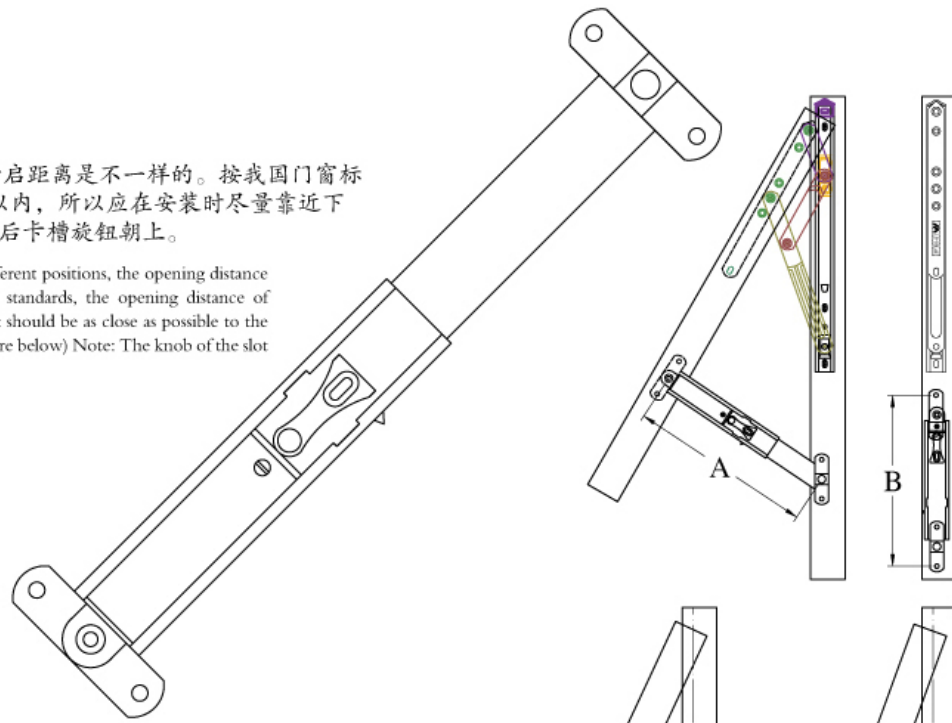 启距离是不一样的。按我国门窗标
以内，所以应在安装时尽量靠近下
后卡槽旋钮朝上。
erent positions, the opening distance
standards, the opening distance of
t should be as close as possible to the
re below) Note: The knob of the slot
A
B